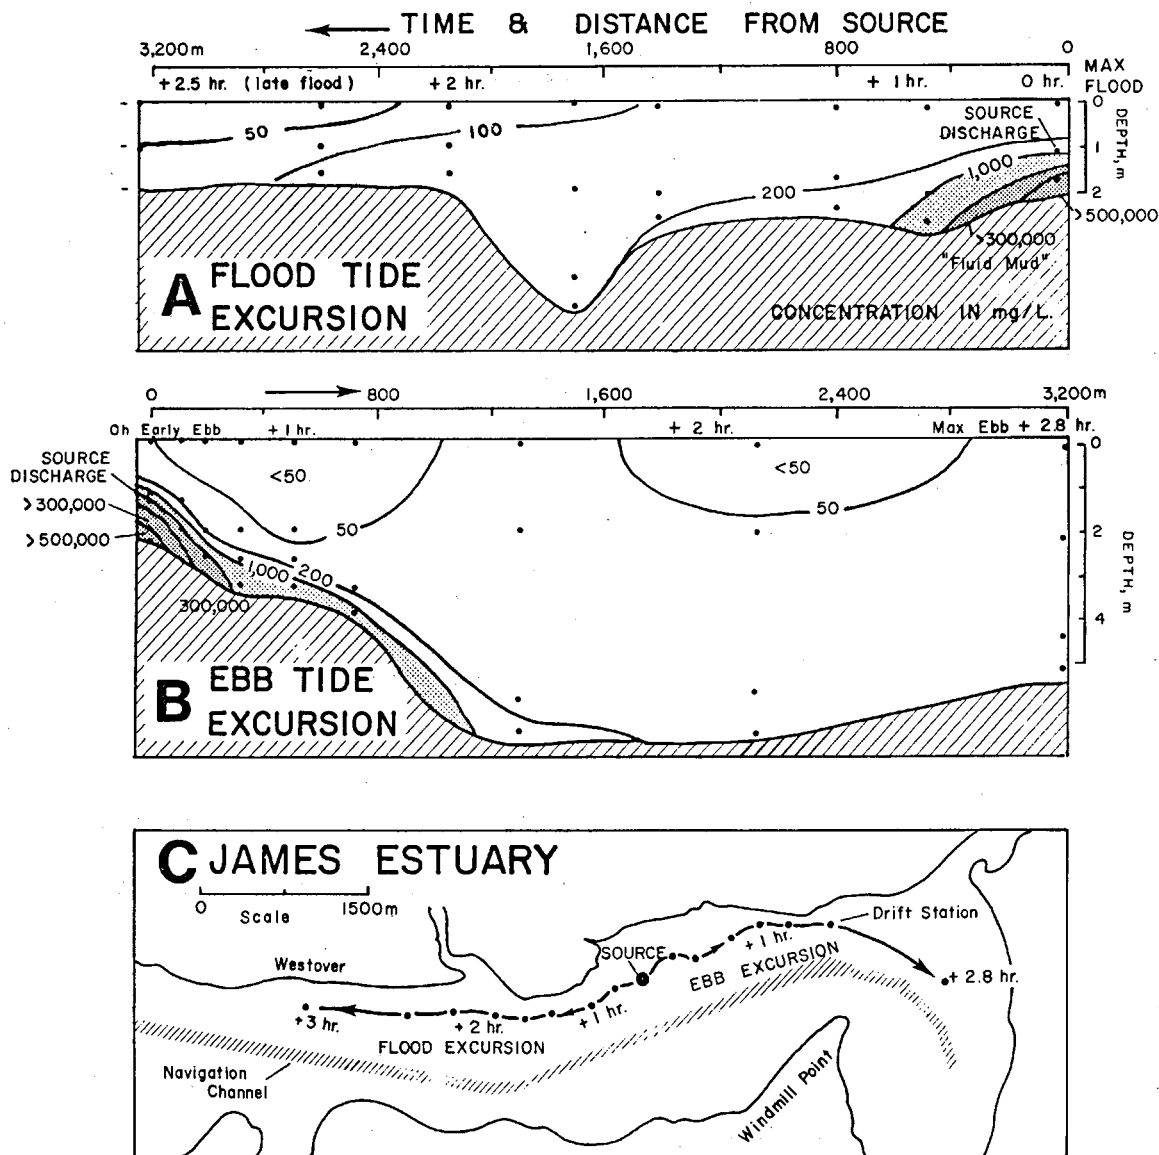 TIME & DISTANCE FROM SOURCE
3,200m 2,400 1,600 800 0
MAX FLOOD
+2.5 hr. (late flood) +2 hr. + 1 hr. 0 hr.
SOURCE DISCHARGE
50
100
200
1,000
0
1
2
DEPTH, m
>500,000
>300,000
"Fluid Mud"
A FLOOD TIDE
EXCURSION
CONCENTRATION IN mg/L.
0 800 1,600 2,400 3,200m
Oh Early Ebb +1hr. + 2 hr. Max Ebb + 2.8 hr.
SOURCE
DISCHARGE
>300,000
>500,000
<50
50
<50
50
1,000
200
300,000
0
2
4
DEPTH, m
B EBB TIDE
EXCURSION
C JAMES ESTUARY
0 1500m
Scale
Westover
SOURCE
Drift Station
+1 hr.
EBB EXCURSION
+ 2.8 hr.
+3 hr.
+2 hr.
+1 hr.
FLOOD EXCURSION
Navigation
Channel
Windmill Point